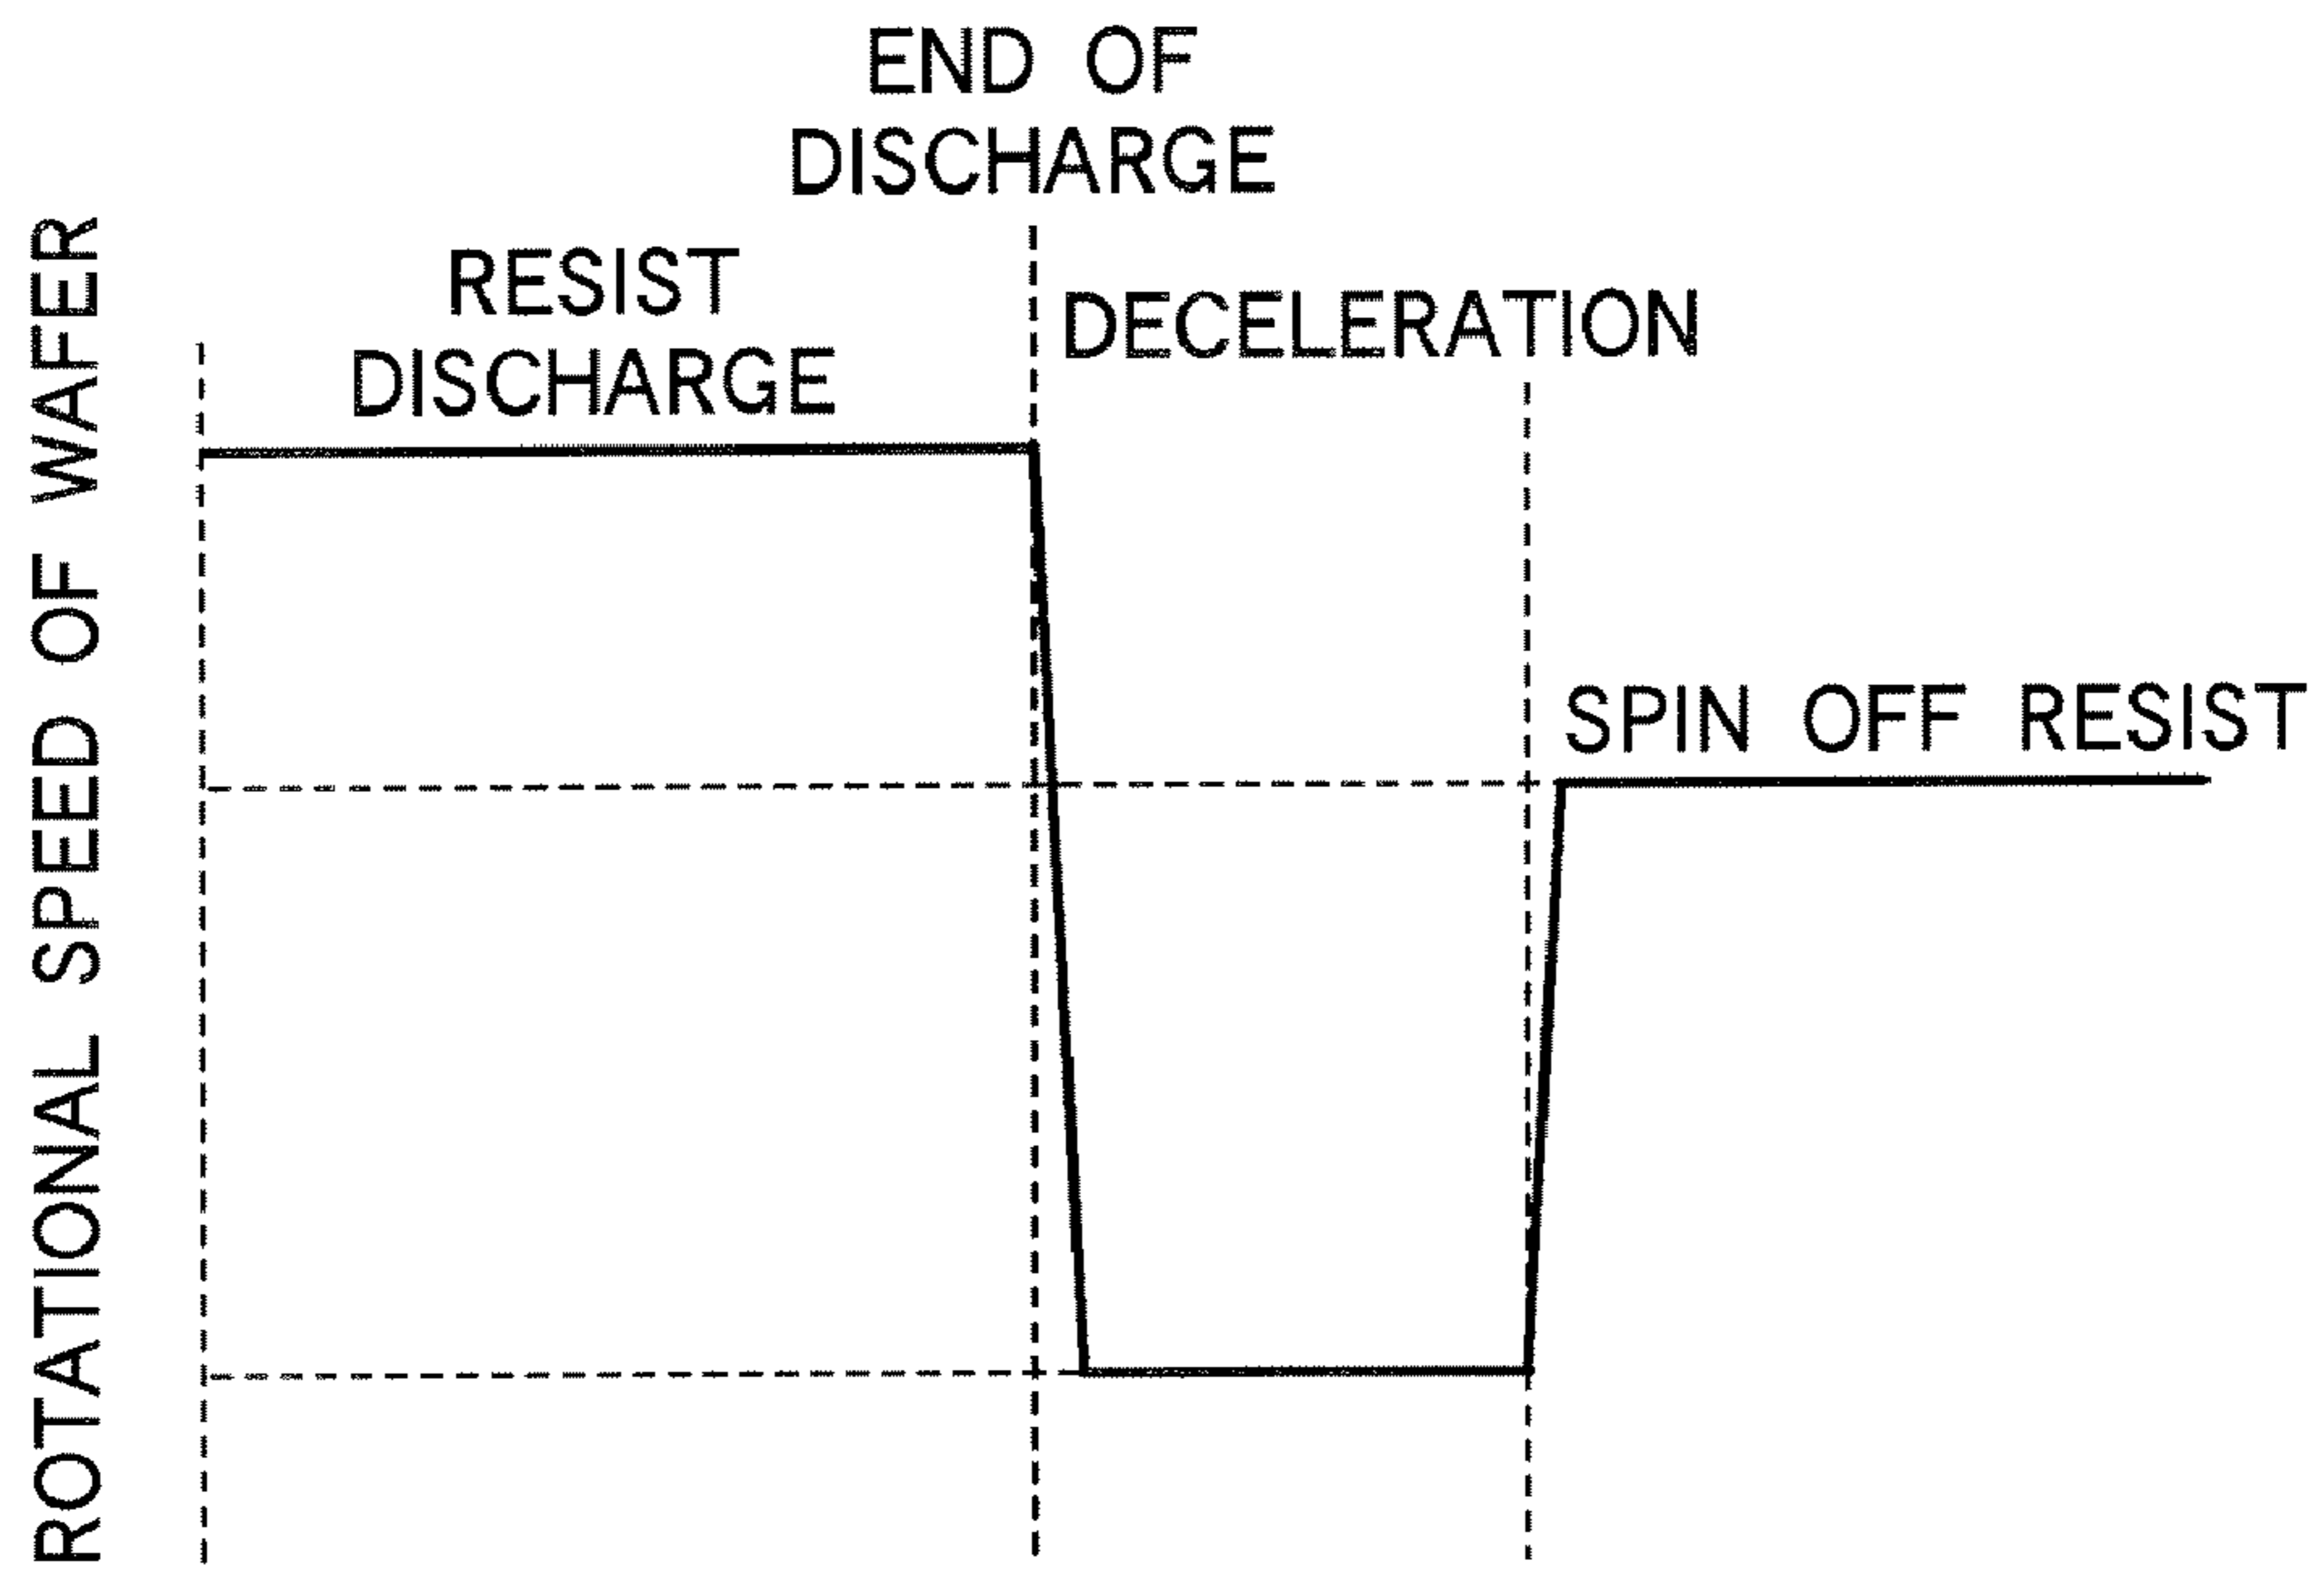 END OF
DISCHARGE
RESIST
DISCHARGE
DECELERATION
SPIN OFF RESIST
ROTATIONAL SPEED OF WAFER